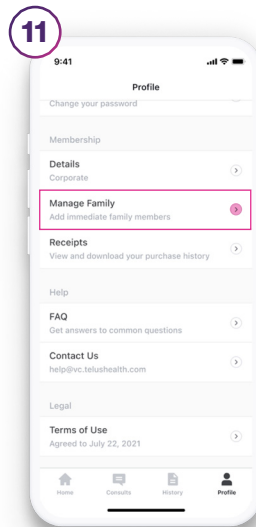 11
9:41
Profile
Change your password
Membership
Details
Corporate
Manage Family
Add immediate family members
Receipts
View and download your purchase history
Help
FAQ
Get answers to common questions
Contact Us
help@vc.telushealth.com
Legal
Terms of Use
Agreed to July 22, 2021
Home Consults History Profile